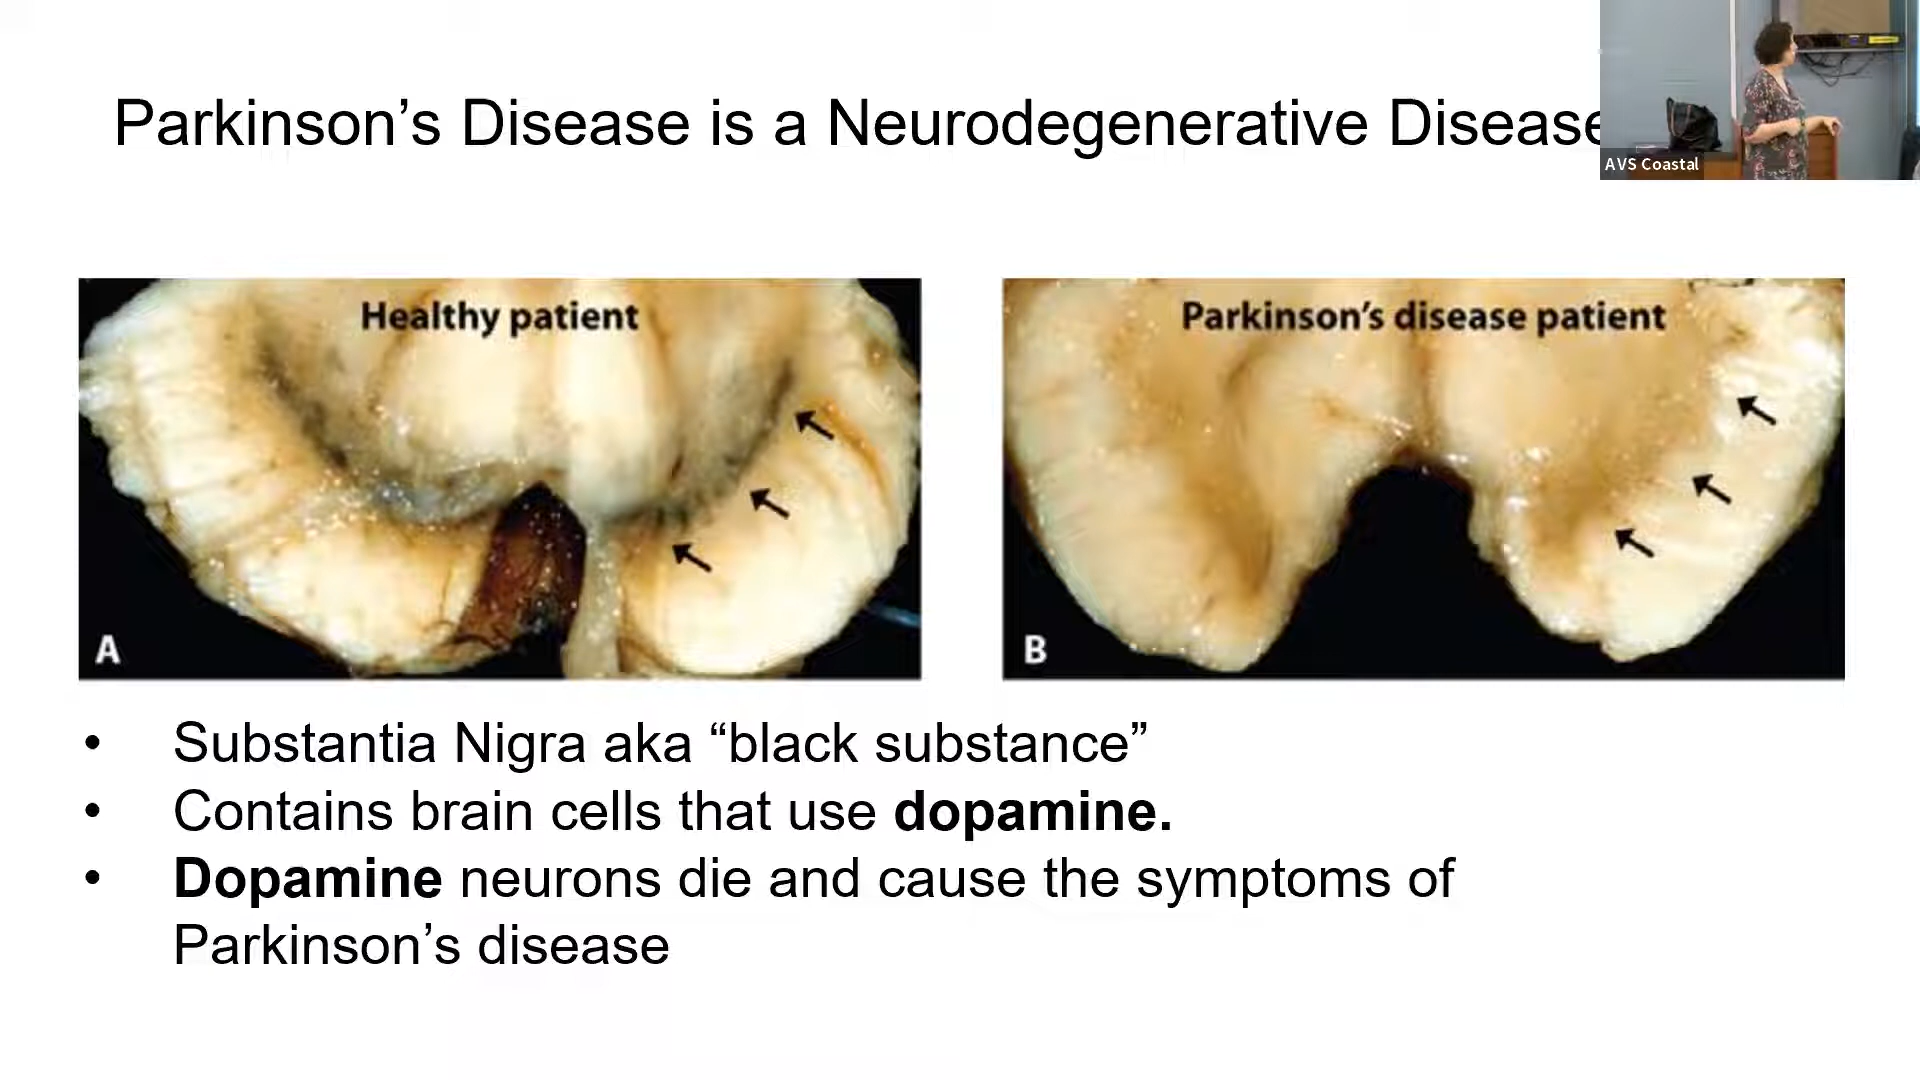 Parkinson’s Disease is a Neurodegenerative Disease
AVS Coastal
Healthy patient
A
Parkinson’s disease patient
B
• Substantia Nigra aka “black substance”
• Contains brain cells that use dopamine.
• Dopamine neurons die and cause the symptoms of
Parkinson’s disease